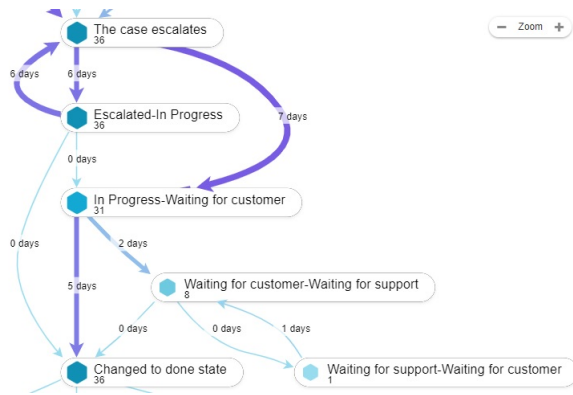 The case escalates
36
− Zoom +
6 days
6 days
Escalated-In Progress
36
7 days
0 days
In Progress-Waiting for customer
31
0 days
2 days
5 days
Waiting for customer-Waiting for support
8
0 days
0 days
1 days
Changed to done state
36
Waiting for support-Waiting for customer
1